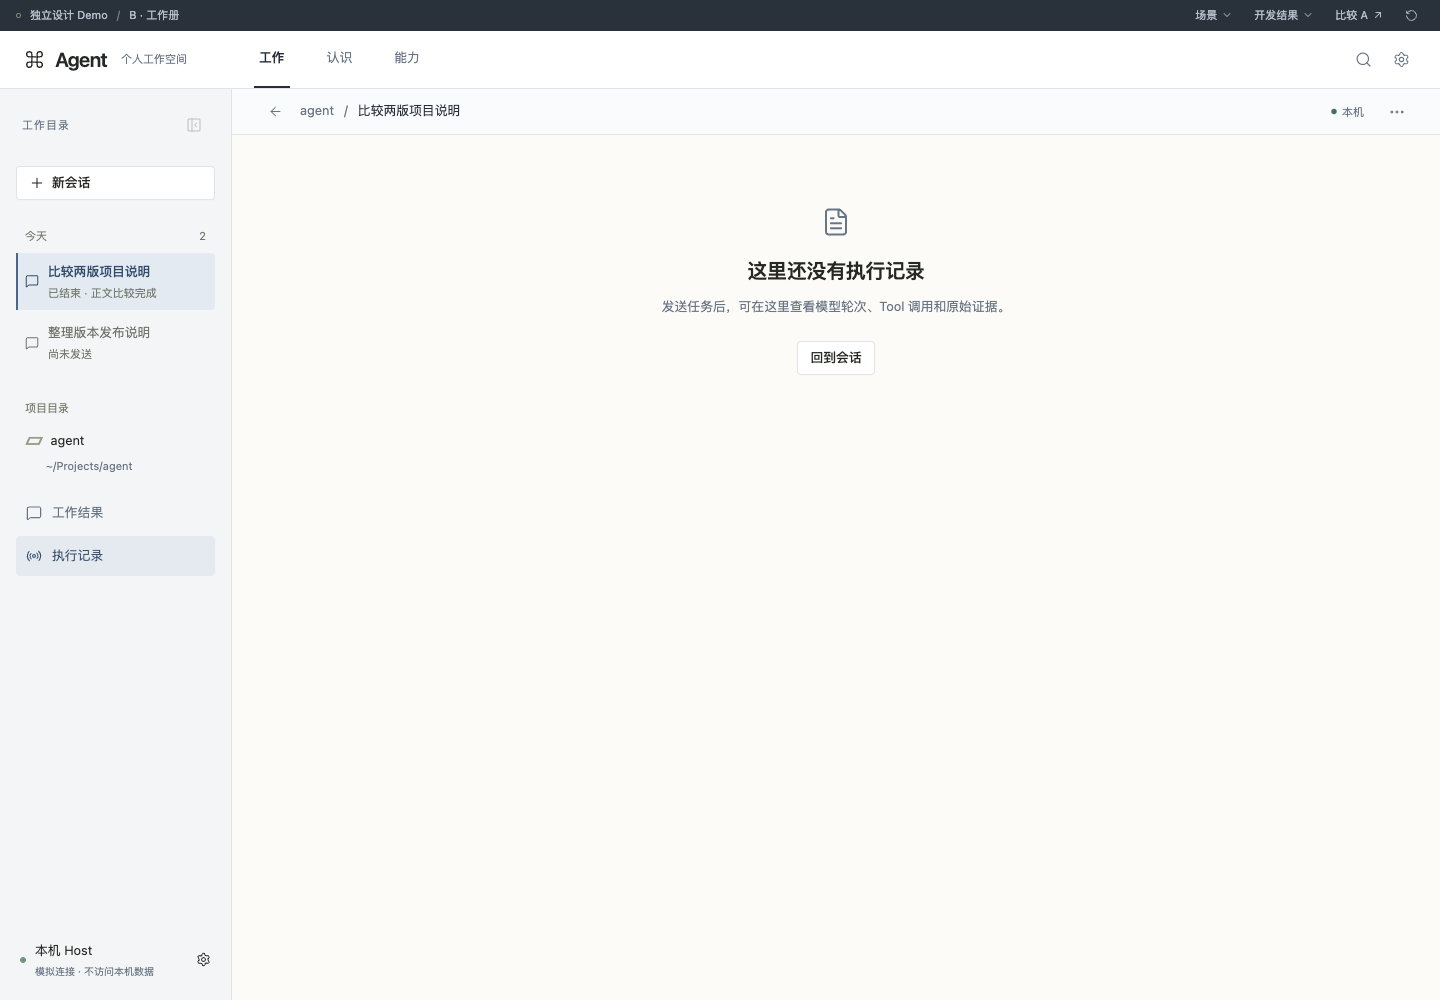 独立设计 Demo / B · 工作册
场景
开发结果
比较 A
Agent
个人工作空间
工作
认识
能力
工作目录
agent / 比较两版项目说明
本机
新会话
今天
2
比较两版项目说明
已结束 · 正文比较完成
整理版本发布说明
尚未发送
项目目录
agent
~/Projects/agent
工作结果
执行记录
这里还没有执行记录
发送任务后，可在这里查看模型轮次、Tool 调用和原始证据。
回到会话
本机 Host
模拟连接 · 不访问本机数据